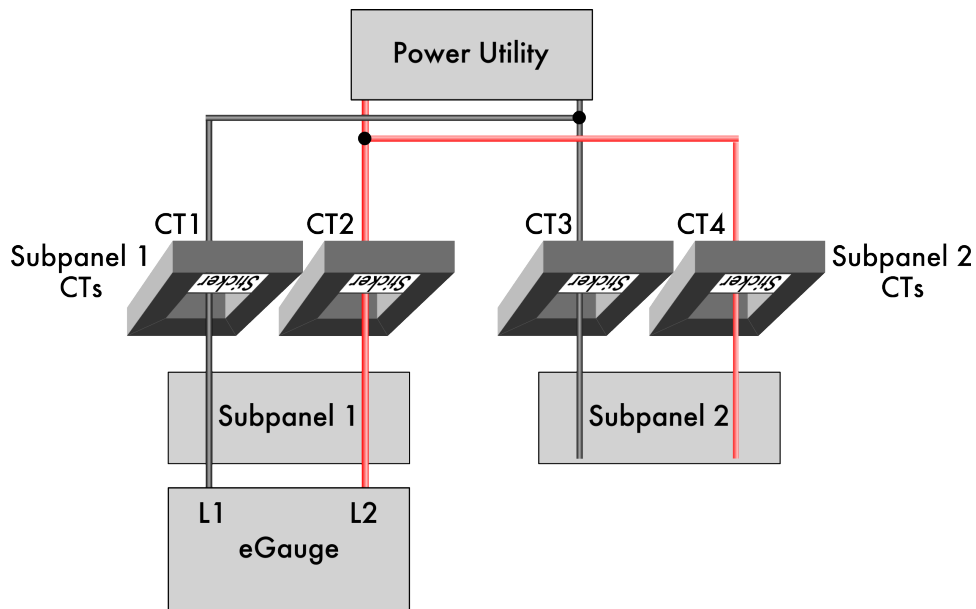 Power Utility
CT1
CT2
CT3
CT4
Subpanel 1
CTs
Subpanel 2
CTs
Sticker
Sticker
Sticker
Sticker
Subpanel 1
Subpanel 2
L1
L2
eGauge